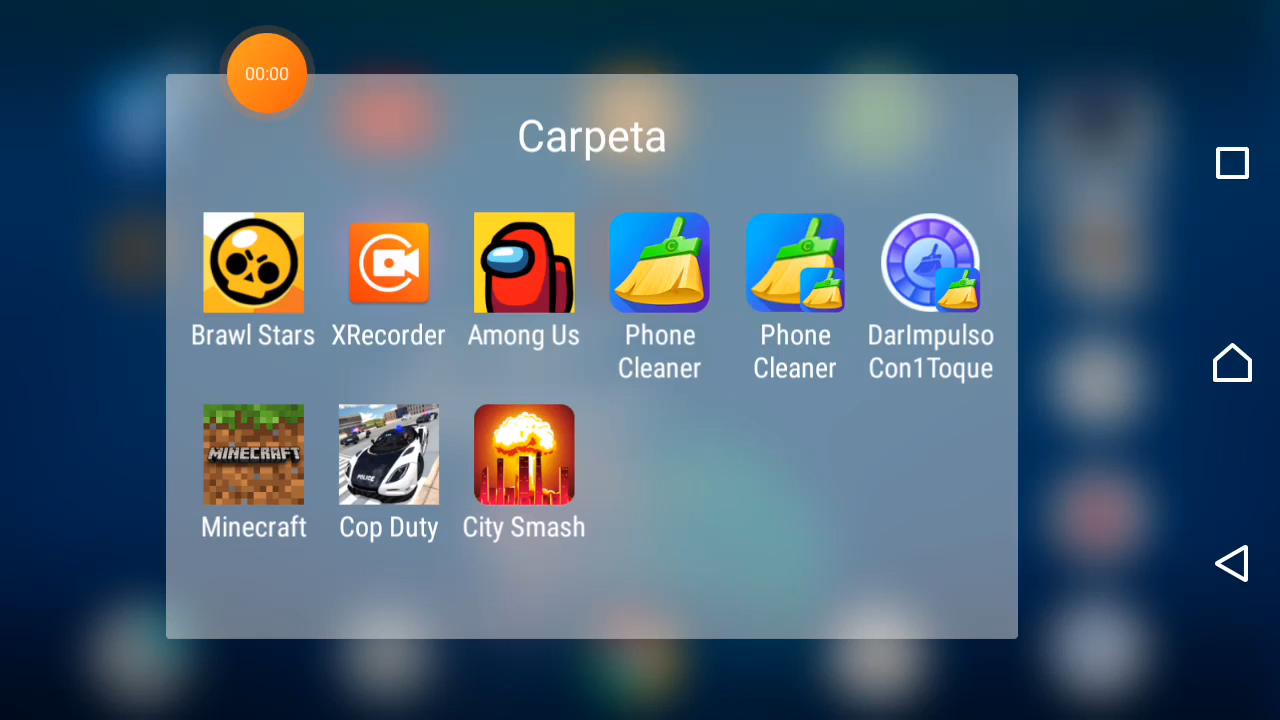 00:00
Carpeta
Brawl Stars
XRecorder
Among Us
Phone
Cleaner
Phone
Cleaner
DarImpulso
Con1Toque
MINECRAFT
POLICE
Minecraft
Cop Duty
City Smash